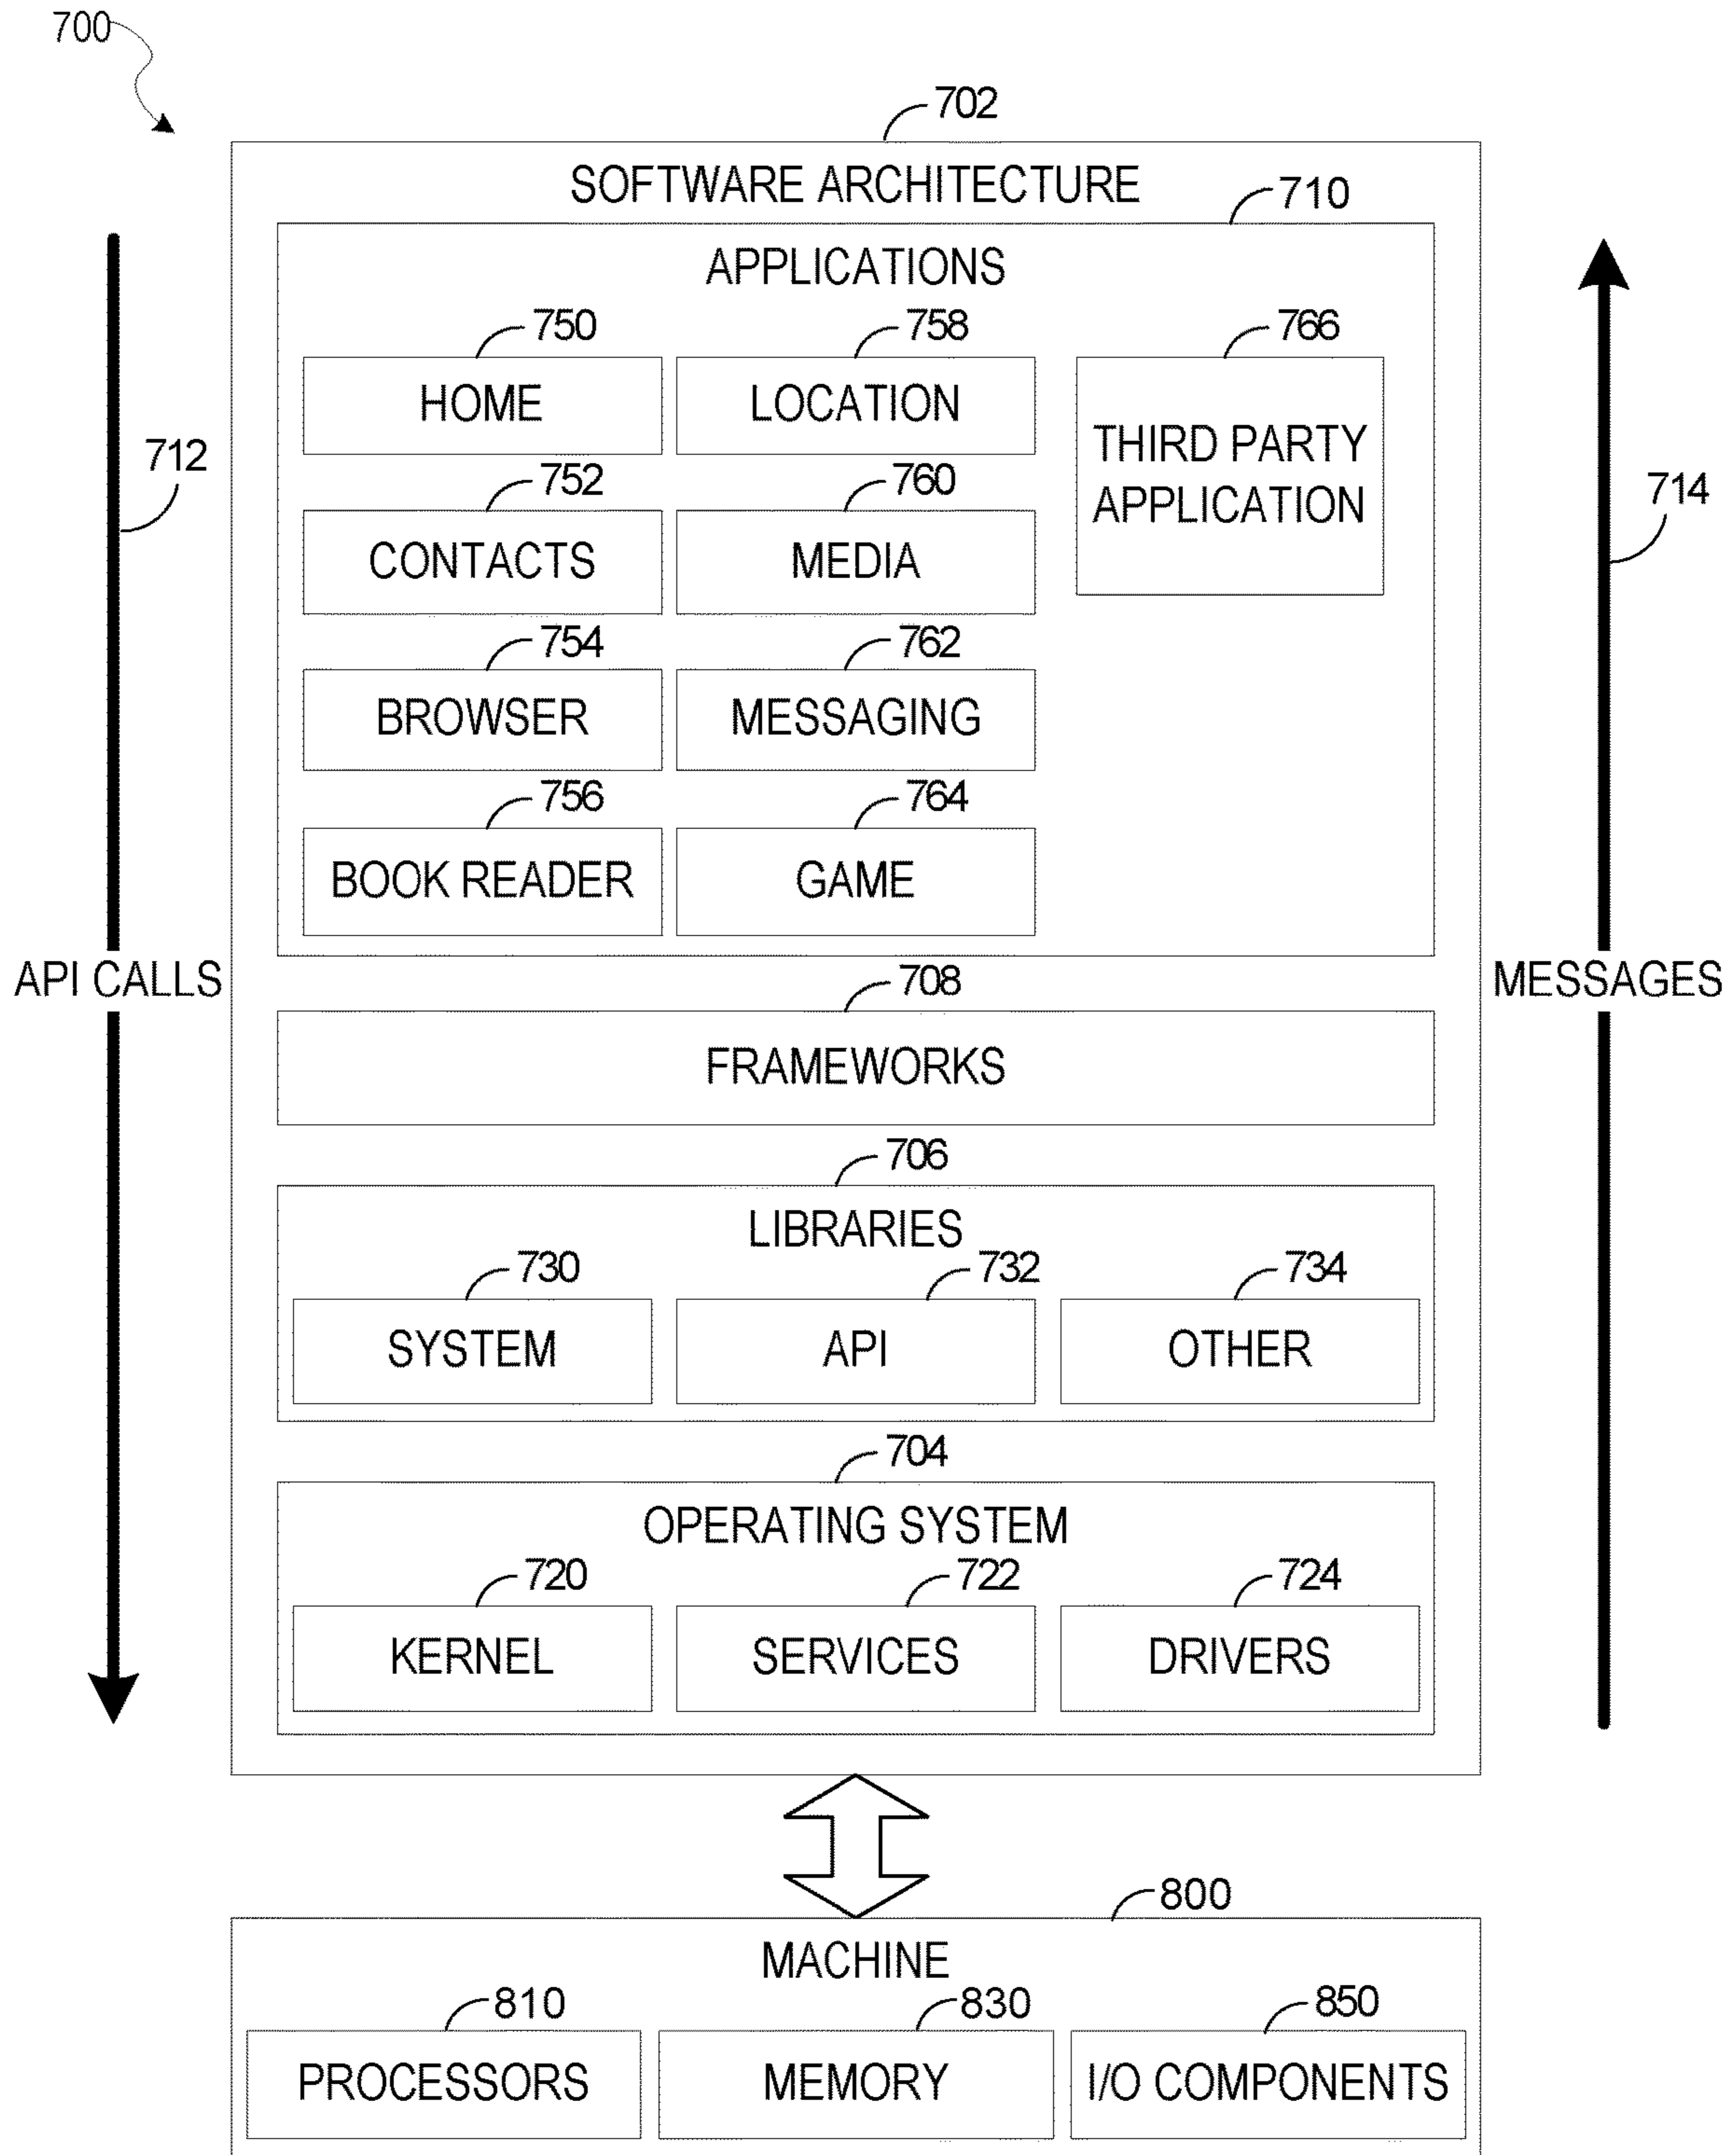 700
702
SOFTWARE ARCHITECTURE
710
APPLICATIONS
750
758
766
HOME
LOCATION
THIRD PARTY
APPLICATION
712
714
752
760
CONTACTS
MEDIA
754
762
BROWSER
MESSAGING
756
764
BOOK READER
GAME
API CALLS
MESSAGES
708
FRAMEWORKS
706
LIBRARIES
730
732
734
SYSTEM
API
OTHER
704
OPERATING SYSTEM
720
722
724
KERNEL
SERVICES
DRIVERS
800
MACHINE
810
830
850
PROCESSORS
MEMORY
I/O COMPONENTS